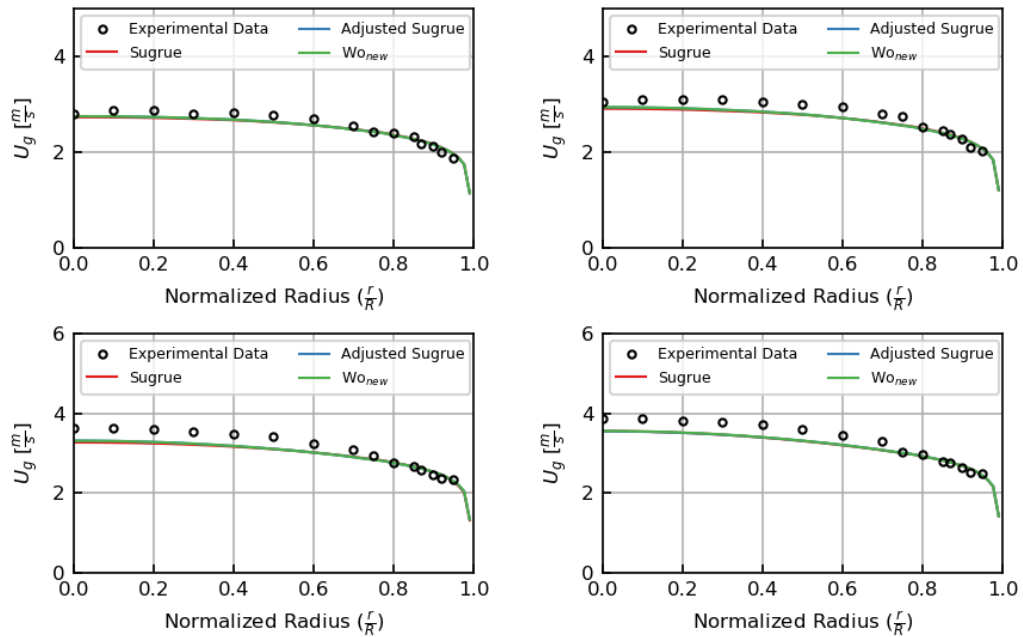 4
2
0
U_g [m/s]
Experimental Data
Sugrue
Adjusted Sugrue
Wo_new
0.0 0.2 0.4 0.6 0.8 1.0
Normalized Radius (r/R)
4
2
0
U_g [m/s]
Experimental Data
Sugrue
Adjusted Sugrue
Wo_new
0.0 0.2 0.4 0.6 0.8 1.0
Normalized Radius (r/R)
6
4
2
0
U_g [m/s]
Experimental Data
Sugrue
Adjusted Sugrue
Wo_new
0.0 0.2 0.4 0.6 0.8 1.0
Normalized Radius (r/R)
6
4
2
0
U_g [m/s]
Experimental Data
Sugrue
Adjusted Sugrue
Wo_new
0.0 0.2 0.4 0.6 0.8 1.0
Normalized Radius (r/R)